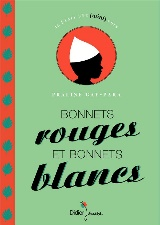 BONNETS
rouges
ET BONNETS
blancs
Didier Jeunesse